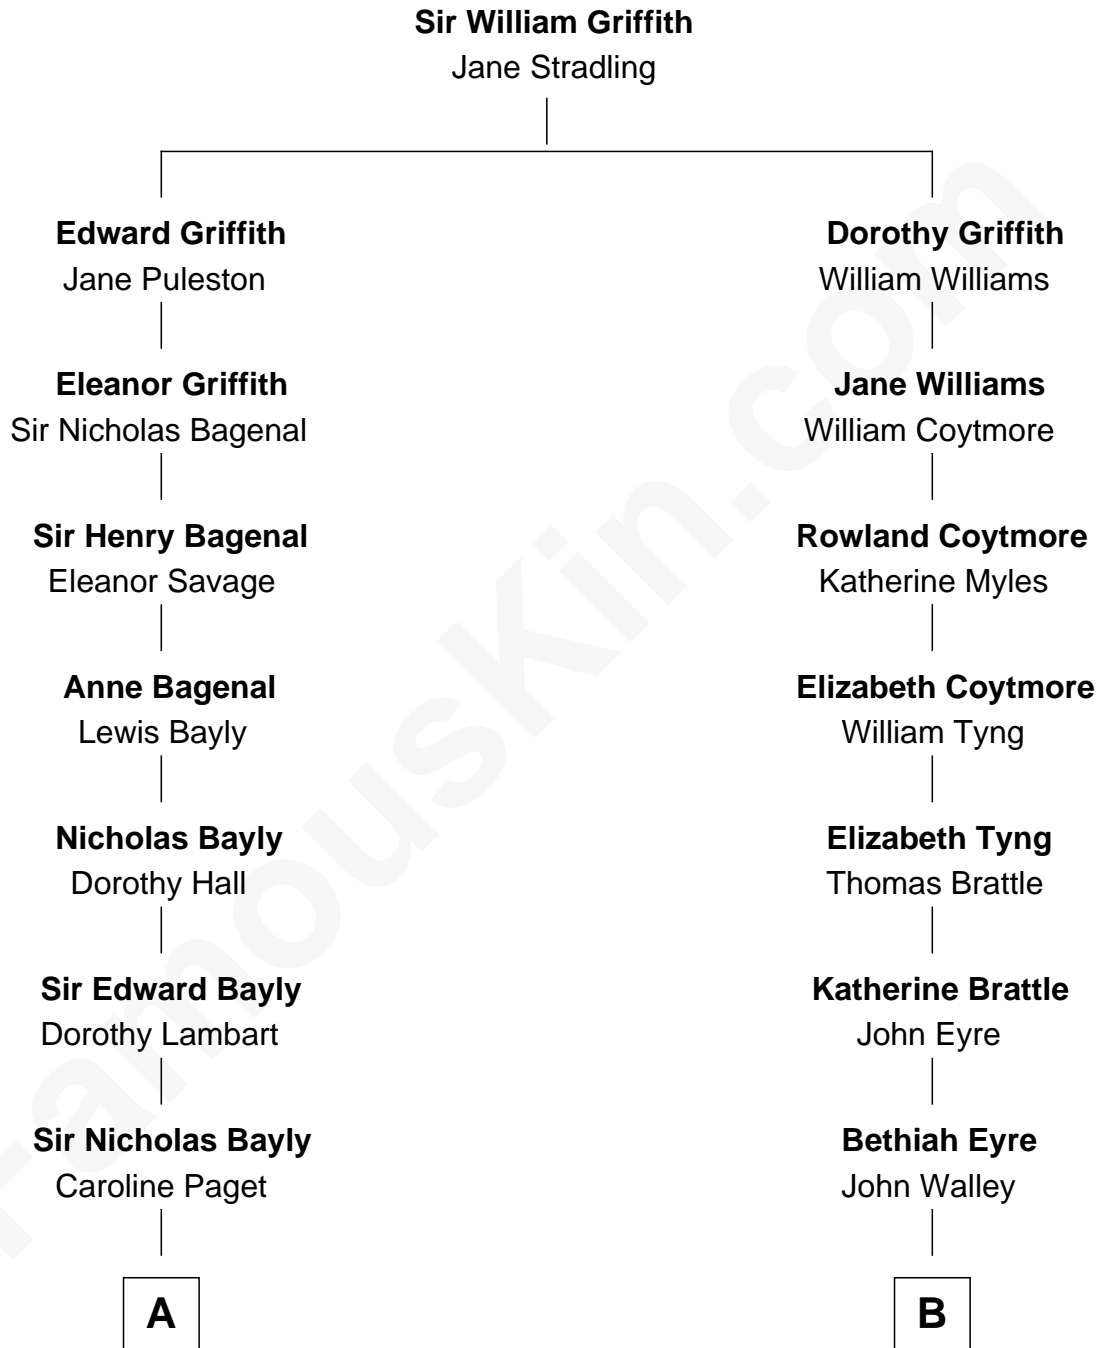 Sir William Griffith
Jane Stradling
Edward Griffith
Jane Puleston
Dorothy Griffith
William Williams
Eleanor Griffith
Sir Nicholas Bagenal
Jane Williams
William Coytmore
Sir Henry Bagenal
Eleanor Savage
Rowland Coytmore
Katherine Myles
Anne Bagenal
Lewis Bayly
Elizabeth Coytmore
William Tyng
Nicholas Bayly
Dorothy Hall
Elizabeth Tyng
Thomas Brattle
Sir Edward Bayly
Dorothy Lambart
Katherine Brattle
John Eyre
Sir Nicholas Bayly
Caroline Paget
Bethiah Eyre
John Walley
A
B
FamousKin.com